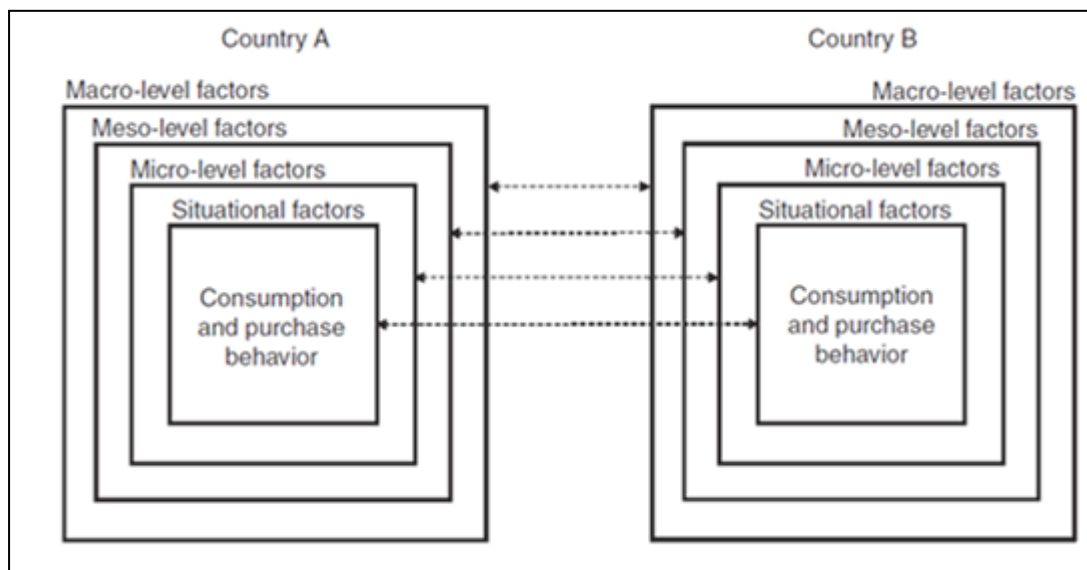 Country A
Country B
Macro-level factors
Macro-level factors
Meso-level factors
Meso-level factors
Micro-level factors
Micro-level factors
Situational factors
Situational factors
Consumption
and purchase
behavior
Consumption
and purchase
behavior